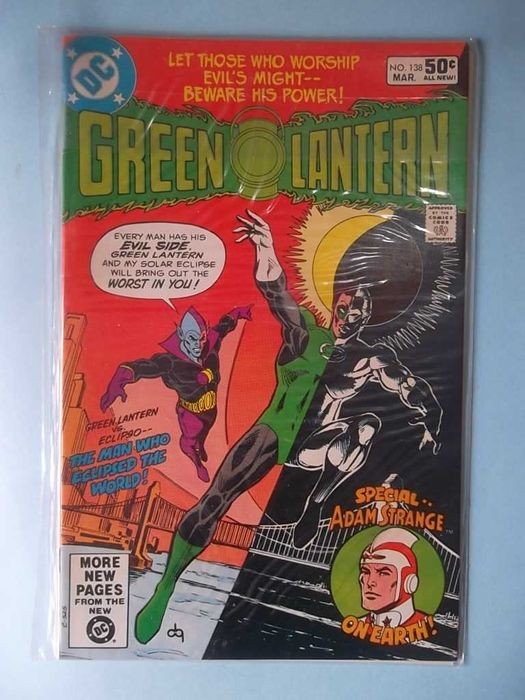 DC
LET THOSE WHO WORSHIP
EVIL'S MIGHT--
BEWARE HIS POWER!
NO. 138
MAR.
50¢
ALL NEW!
GREEN LANTERN
APPROVED
BY THE
COMICS
CODE
AUTHORITY
EVERY MAN HAS HIS
EVIL SIDE,
GREEN LANTERN
AND MY SOLAR ECLIPSE
WILL BRING OUT THE
WORST IN YOU!
GREEN LANTERN
VS.
ECLIPSO--
THE MAN WHO
ECLIPSED THE
WORLD!
SPECIAL..
ADAM STRANGE
TM
ON EARTH!
MORE
NEW
PAGES
FROM THE
NEW
DC